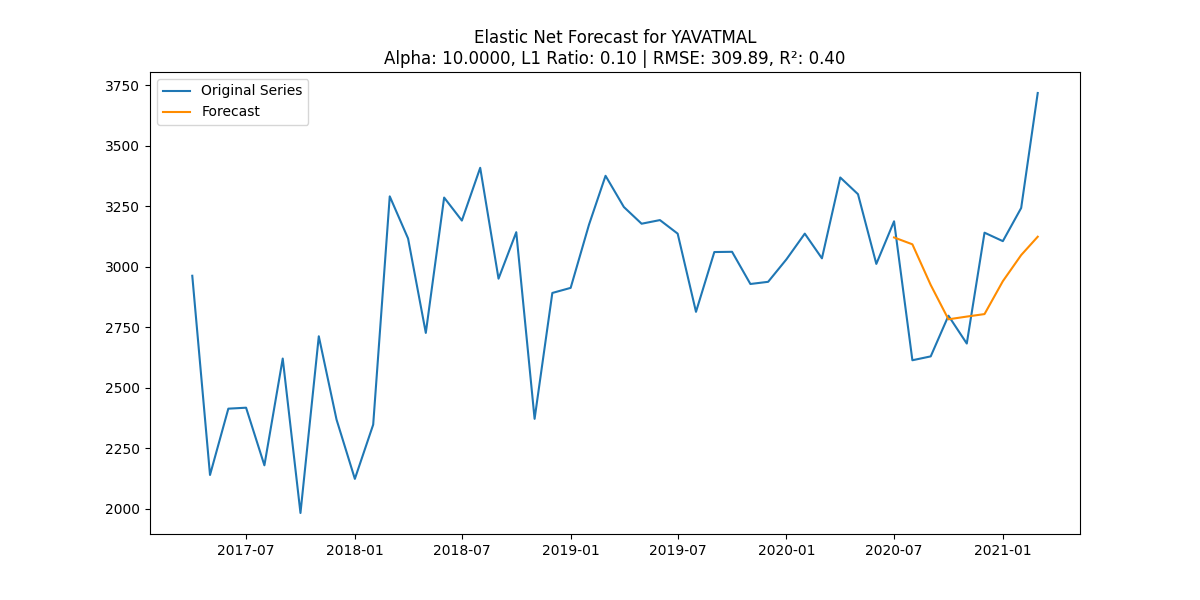 Elastic Net Forecast for YAVATMAL
Alpha: 10.0000, L1 Ratio: 0.10 | RMSE: 309.89, R²: 0.40
Original Series
Forecast
3750
3500
3250
3000
2750
2500
2250
2000
2017-07 2018-01 2018-07 2019-01 2019-07 2020-01 2020-07 2021-01